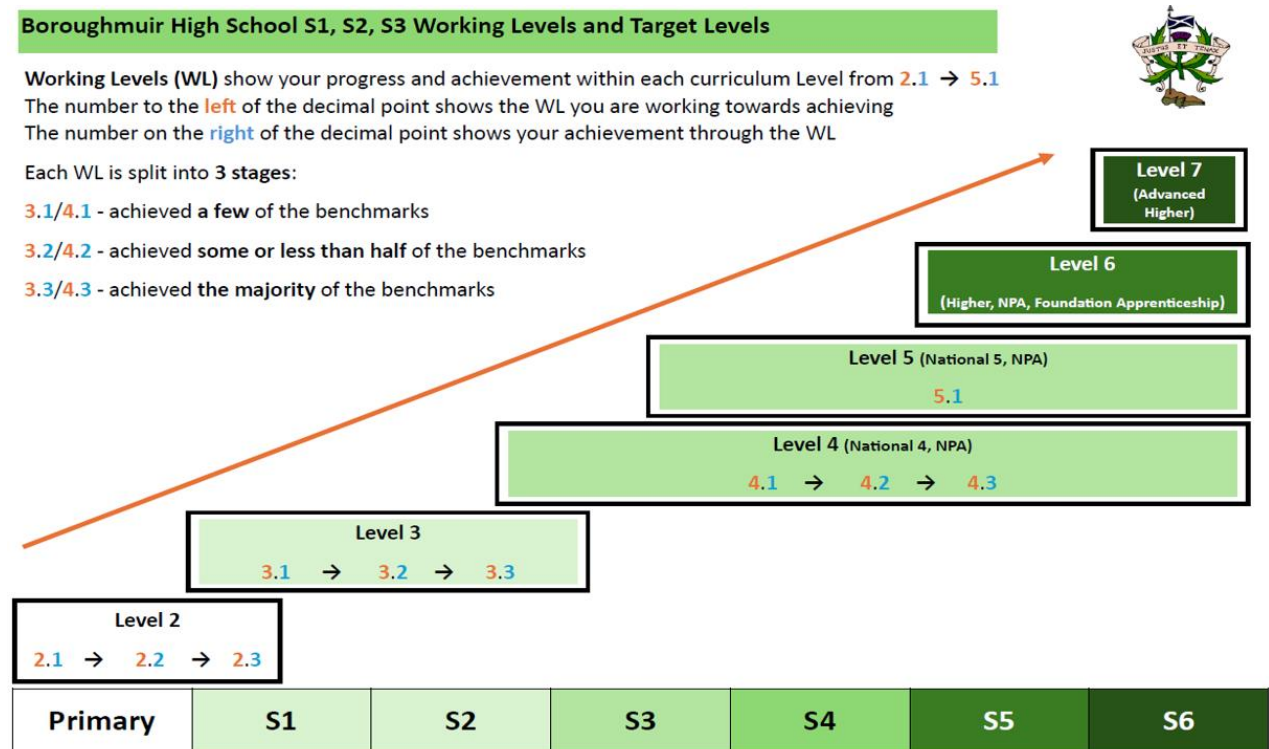 Boroughmuir High School S1, S2, S3 Working Levels and Target Levels
JUSTUS ET TENAX
Working Levels (WL) show your progress and achievement within each curriculum Level from 2.1 → 5.1
The number to the left of the decimal point shows the WL you are working towards achieving
The number on the right of the decimal point shows your achievement through the WL
Each WL is split into 3 stages:
3.1/4.1 - achieved a few of the benchmarks
3.2/4.2 - achieved some or less than half of the benchmarks
3.3/4.3 - achieved the majority of the benchmarks
Level 7
(Advanced
Higher)
Level 6
(Higher, NPA, Foundation Apprenticeship)
Level 5 (National 5, NPA)
5.1
Level 4 (National 4, NPA)
4.1 → 4.2 → 4.3
Level 3
3.1 → 3.2 → 3.3
Level 2
2.1 → 2.2 → 2.3
Primary S1 S2 S3 S4 S5 S6